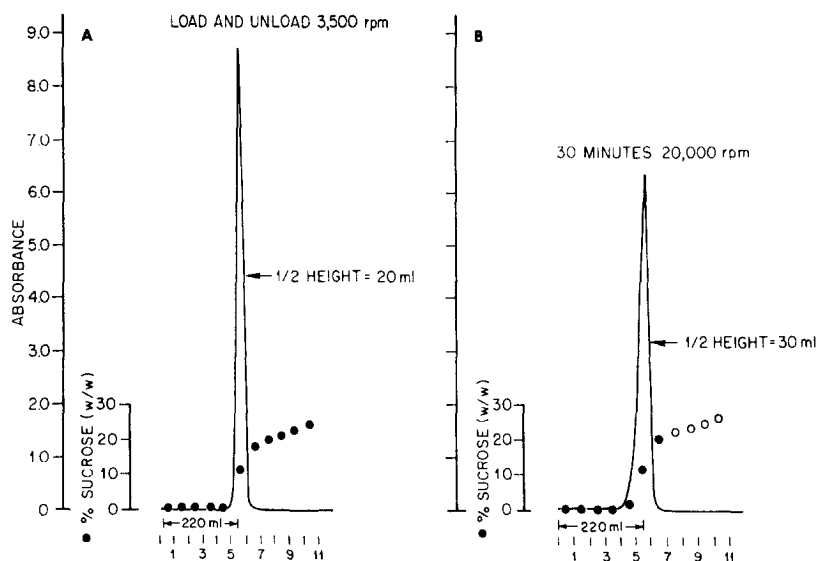 A
LOAD AND UNLOAD 3,500 rpm
9.0
8.0
7.0
6.0
5.0
4.0
3.0
2.0
1.0
0
ABSORBANCE
1/2 HEIGHT = 20 ml
% SUCROSE (w/w)
30
20
10
0
220 ml
1 3 5 7 9 11
B
30 MINUTES 20,000 rpm
1/2 HEIGHT = 30 ml
% SUCROSE (w/w)
30
20
10
0
220 ml
1 3 5 7 9 11